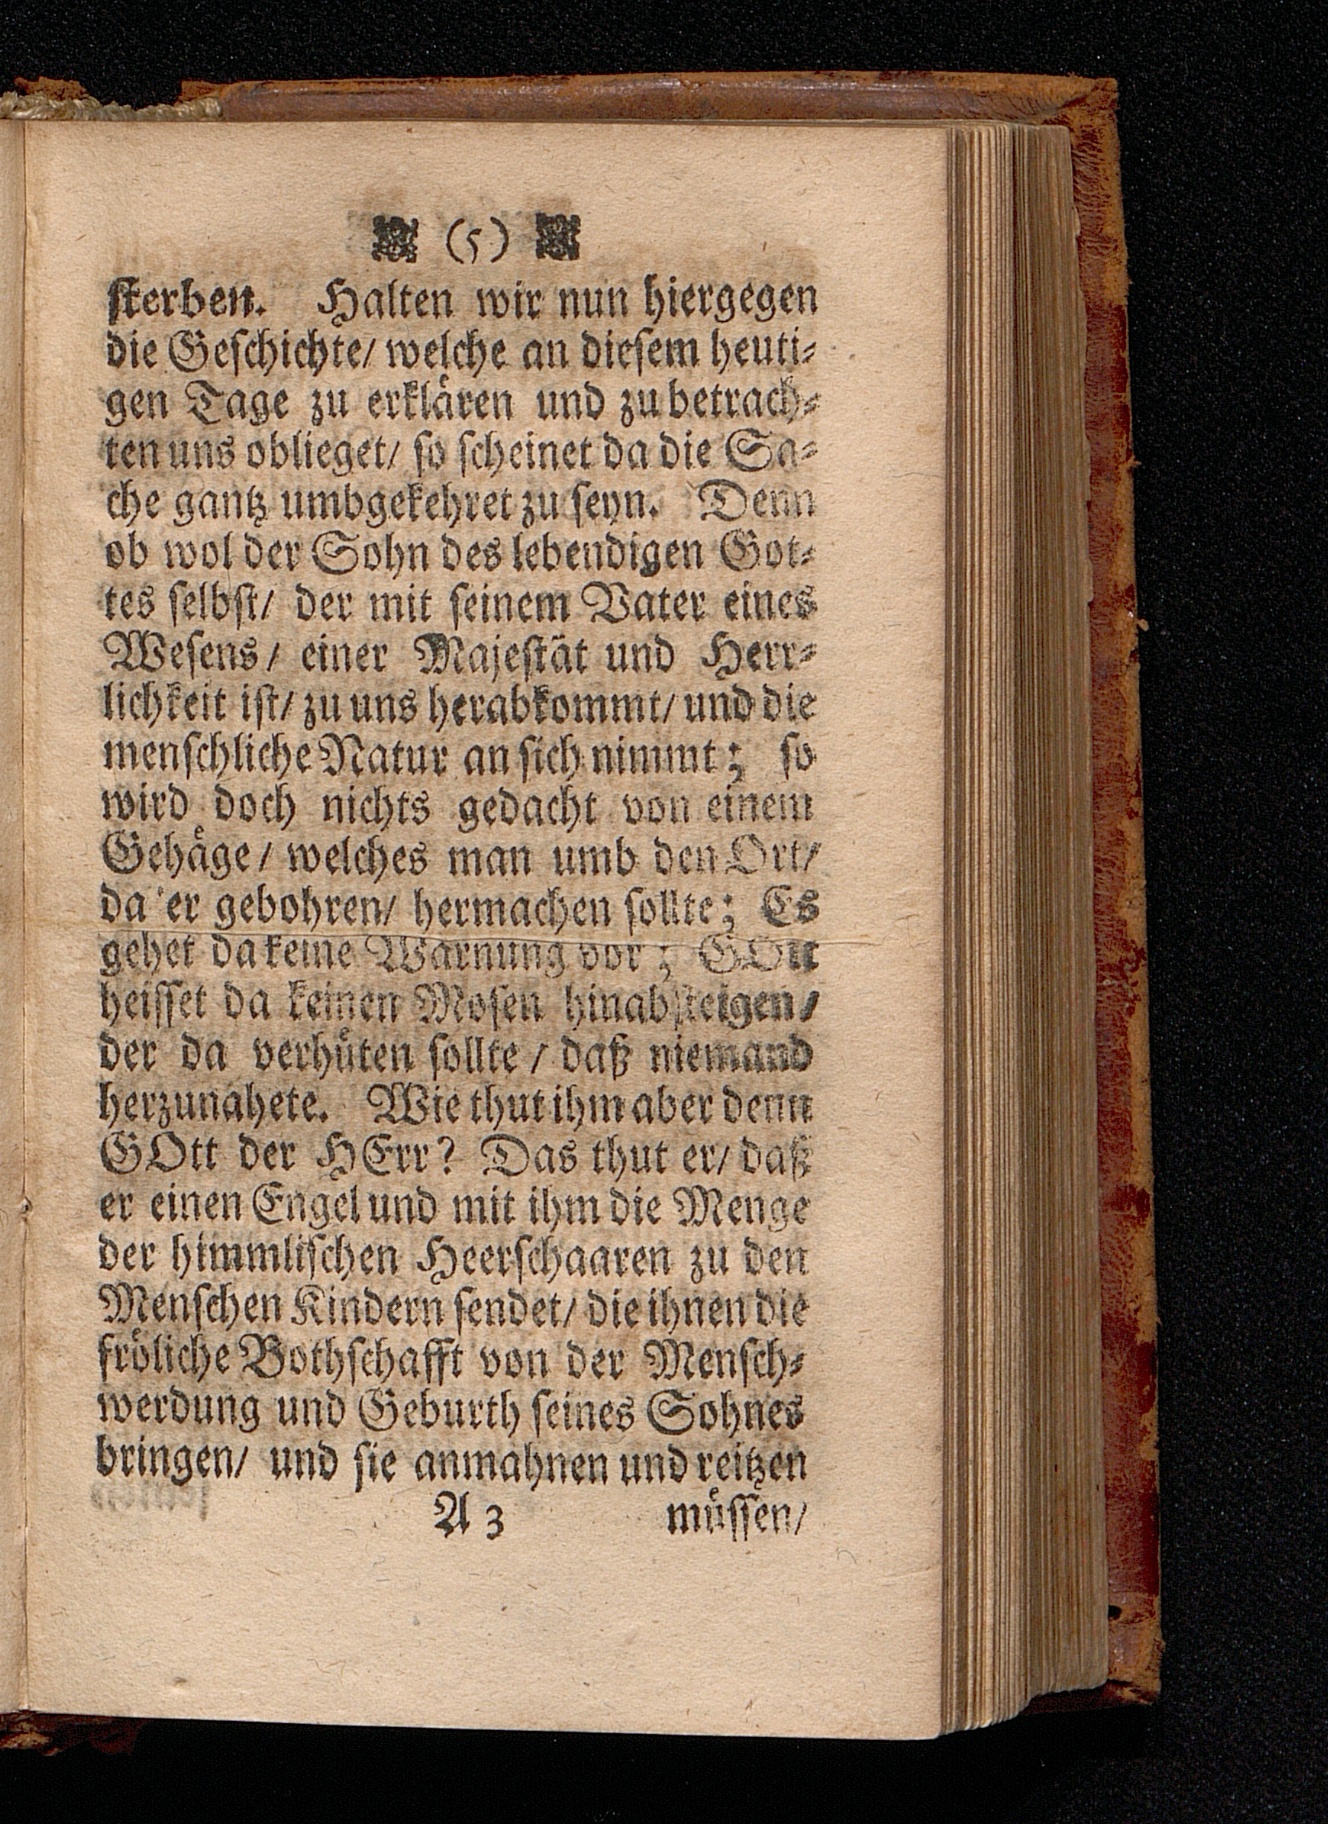 (5)
ſterben. Halten wir nun hiergegen
die Geſchichte/ welche an dieſem heuti⸗
gen Tage zu erklären und zu betrach⸗
ten uns oblieget/ ſo ſcheinet da die Sa⸗
che gantz umbgekehret zu ſeyn. Denn
ob wol der Sohn des lebendigen Got⸗
tes ſelbſt/ der mit ſeinem Vater eines
Weſens/ einer Majeſtät und Herr⸗
lichkeit iſt/ zu uns herabkommt/ und die
menſchliche Natur an ſich nimmt; ſo
wird doch nichts gedacht von einem
Gehäge/ welches man umb den Ort/
da er gebohren/ hermachen ſollte; Es
gehet da keine Warnung vor; GOtt
heiſſet da keinen Moſen hinabſteigen/
der da verhüten ſollte/ daß niemand
herzunahete. Wie thut ihm aber denn
GOtt der HErr? Das thut er/ daß
er einen Engel und mit ihm die Menge
der himmliſchen Heerſchaaren zu den
Menſchen Kindern ſendet/ die ihnen die
fröliche Bothſchafft von der Menſch⸗
werdung und Geburth ſeines Sohnes
bringen/ und ſie anmahnen und reitzen
A 3 müſſen/